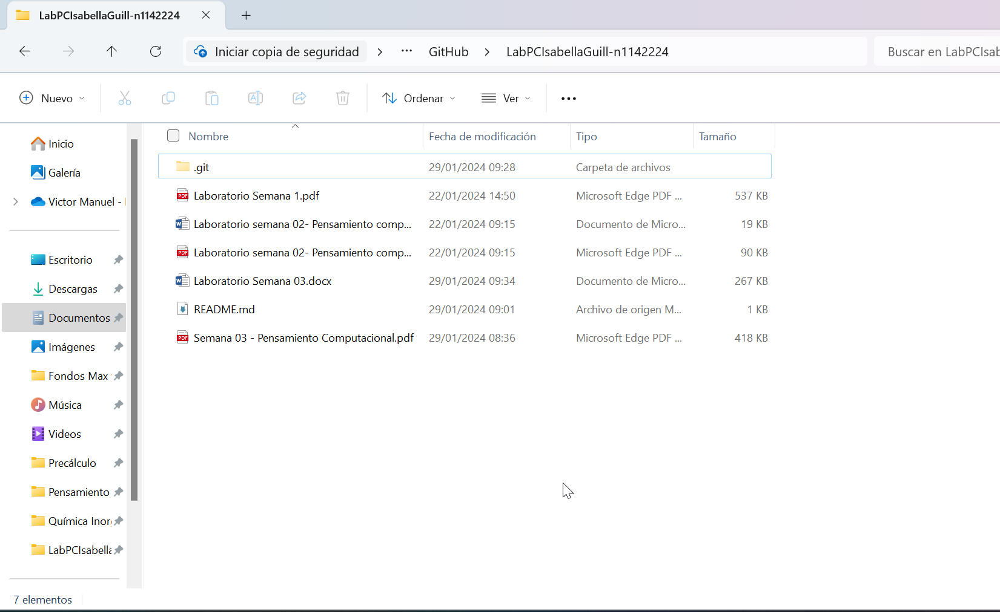 LabPCIsabellaGuill-n1142224
Iniciar copia de seguridad > ... GitHub > LabPCIsabellaGuill-n1142224
Buscar en LabPCIsab
Nuevo Ordenar Ver
Nombre Fecha de modificación Tipo Tamaño
.git 29/01/2024 09:28 Carpeta de archivos
Laboratorio Semana 1.pdf 22/01/2024 14:50 Microsoft Edge PDF ... 537 KB
Laboratorio semana 02- Pensamiento comp... 22/01/2024 09:15 Documento de Micro... 19 KB
Laboratorio semana 02- Pensamiento comp... 22/01/2024 09:15 Microsoft Edge PDF ... 90 KB
Laboratorio Semana 03.docx 29/01/2024 09:34 Documento de Micro... 267 KB
README.md 29/01/2024 09:01 Archivo de origen M... 1 KB
Semana 03 - Pensamiento Computacional.pdf 29/01/2024 08:36 Microsoft Edge PDF ... 418 KB
Inicio
Galería
Victor Manuel -
Escritorio
Descargas
Documentos
Imágenes
Fondos Max
Música
Videos
Precálculo
Pensamiento
Química Inor
LabPCIsabella
7 elementos